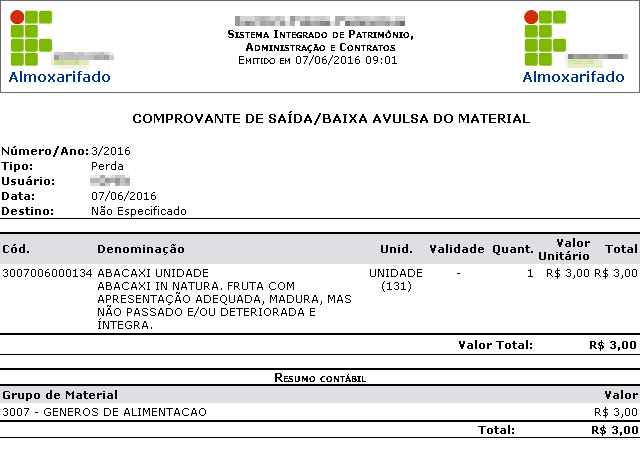 Sistema Integrado de Patrimônio,
Administração e Contratos
Emitido em 07/06/2016 09:01
Almoxarifado
Almoxarifado
COMPROVANTE DE SAÍDA/BAIXA AVULSA DO MATERIAL
Número/Ano: 3/2016
Tipo: Perda
Usuário:
Data: 07/06/2016
Destino: Não Especificado
Cód. Denominação Unid. Validade Quant. Valor Unitário Total
3007006000134 ABACAXI UNIDADE UNIDADE - 1 R$ 3,00 R$ 3,00
ABACAXI IN NATURA. FRUTA COM (131)
APRESENTAÇÃO ADEQUADA, MADURA, MAS
NÃO PASSADO E/OU DETERIORADA E
ÍNTEGRA.
Valor Total: R$ 3,00
Resumo contábil
Grupo de Material Valor
3007 - GENEROS DE ALIMENTACAO R$ 3,00
Total: R$ 3,00